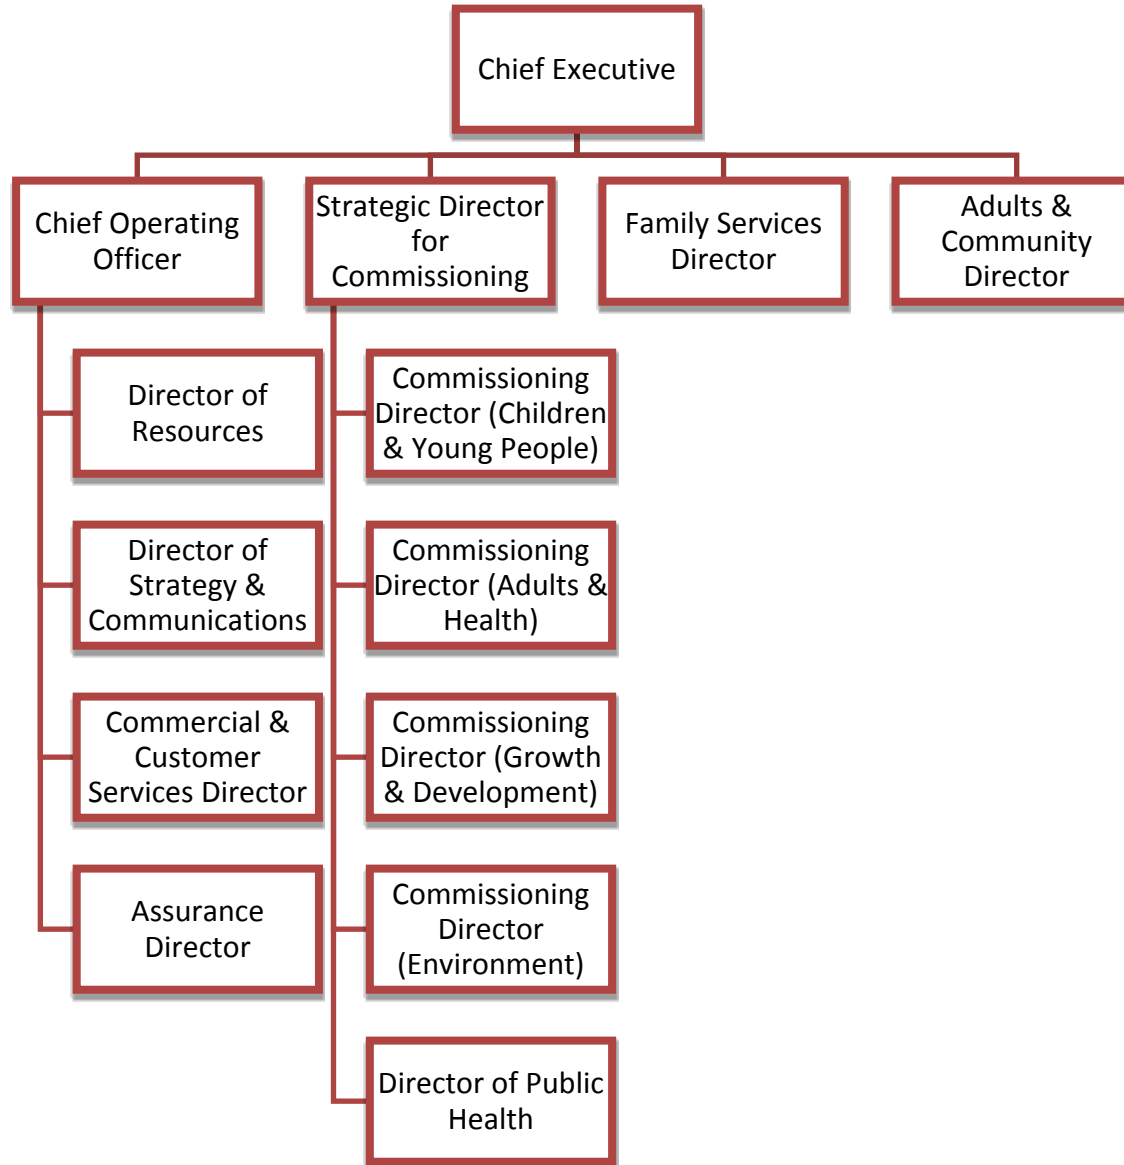 Chief Executive
Chief Operating
Officer
Strategic Director
for
Commissioning
Family Services
Director
Adults &
Community
Director
Director of
Resources
Director of
Strategy &
Communications
Commercial &
Customer
Services Director
Assurance
Director
Commissioning
Director (Children
& Young People)
Commissioning
Director (Adults &
Health)
Commissioning
Director (Growth
& Development)
Commissioning
Director
(Environment)
Director of Public
Health